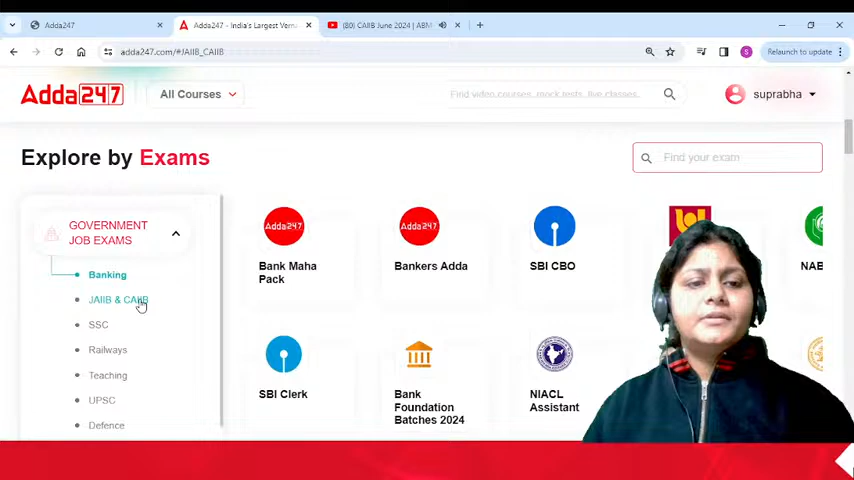 Adda247
Adda247 - India's Largest Verna
(80) CAIIB June 2024 | ABM
adda247.com/#JAIIB_CAIIB
S
Relaunch to update
Adda247
All Courses
Find video courses, mock tests, live classes,
suprabha
Explore by Exams
Find your exam
GOVERNMENT
JOB EXAMS
Banking
JAIIB & CAIIB
SSC
Railways
Teaching
UPSC
Defence
Adda247
Bank Maha
Pack
Adda247
Bankers Adda
SBI CBO
NAB
SBI Clerk
Bank
Foundation
Batches 2024
NIACL
Assistant